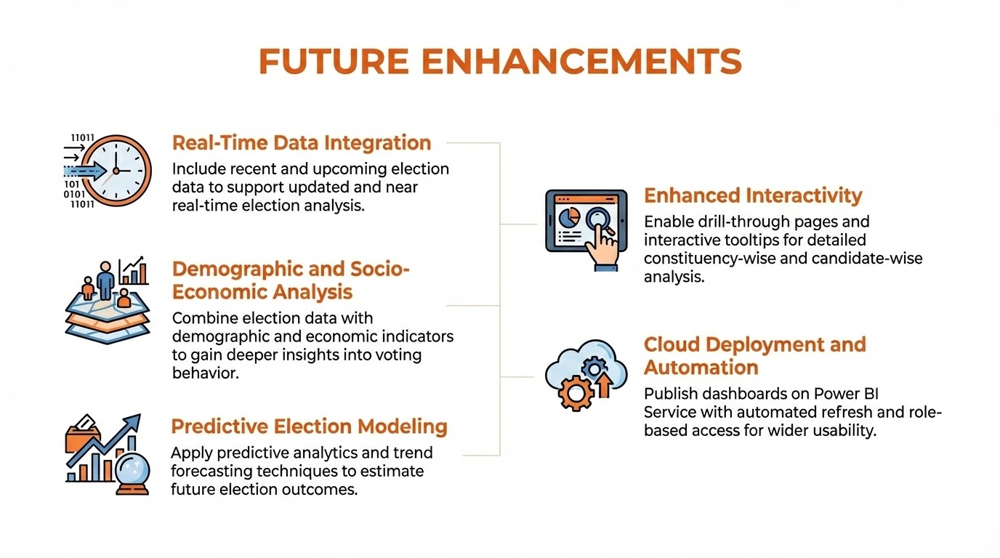 FUTURE ENHANCEMENTS
11011
101
0101
11011
Real-Time Data Integration
Include recent and upcoming election
data to support updated and near
real-time election analysis.
Demographic and Socio-
Economic Analysis
Combine election data with
demographic and economic indicators
to gain deeper insights into voting
behavior.
Predictive Election Modeling
Apply predictive analytics and trend
forecasting techniques to estimate
future election outcomes.
Enhanced Interactivity
Enable drill-through pages and
interactive tooltips for detailed
constituency-wise and candidate-wise
analysis.
Cloud Deployment and
Automation
Publish dashboards on Power BI
Service with automated refresh and role-
based access for wider usability.